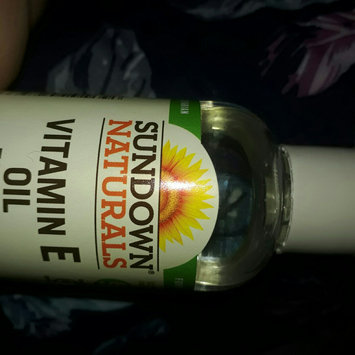 SUNDOWN®
NATURALS
VITAMIN E
OIL